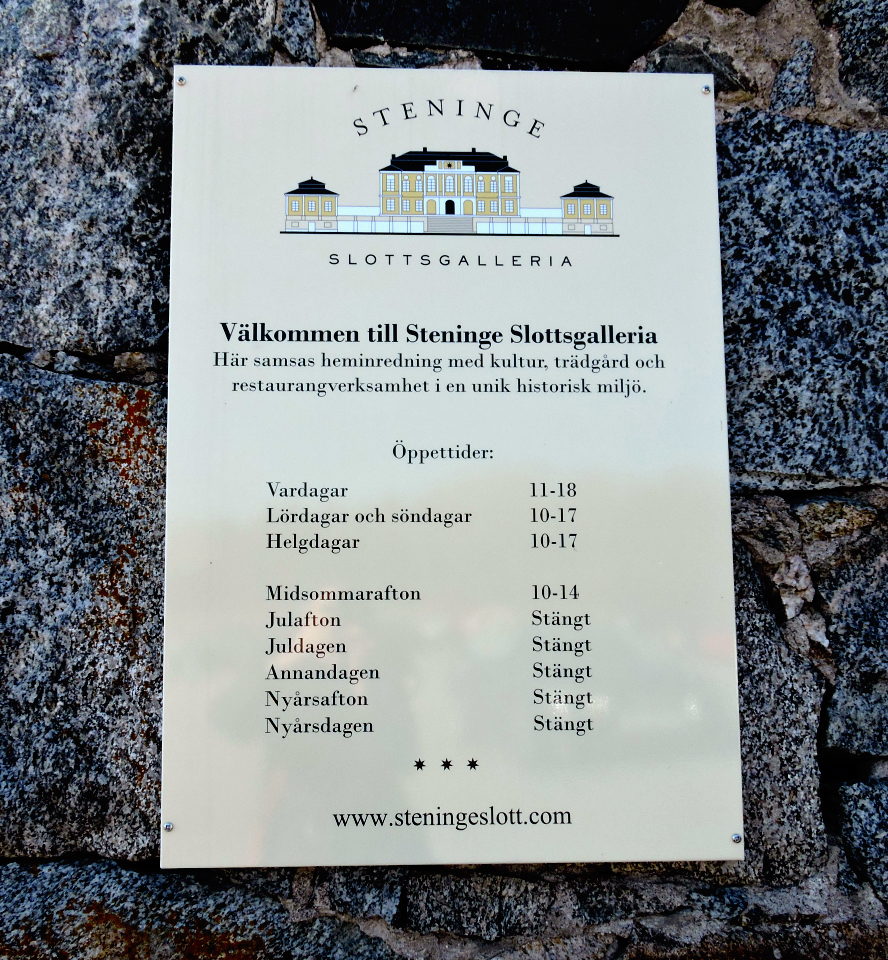 STENINGE
SLOTTSGALLERIA
Välkommen till Steninge Slottsgalleria
Här samsas heminredning med kultur, trädgård och
restaurangverksamhet i en unik historisk miljö.
Öppettider:
Vardagar 11-18
Lördagar och söndagar 10-17
Helgdagar 10-17
Midsommarafton 10-14
Julafton Stängt
Juldagen Stängt
Annandagen Stängt
Nyårsafton Stängt
Nyårsdagen Stängt
www.steningeslott.com